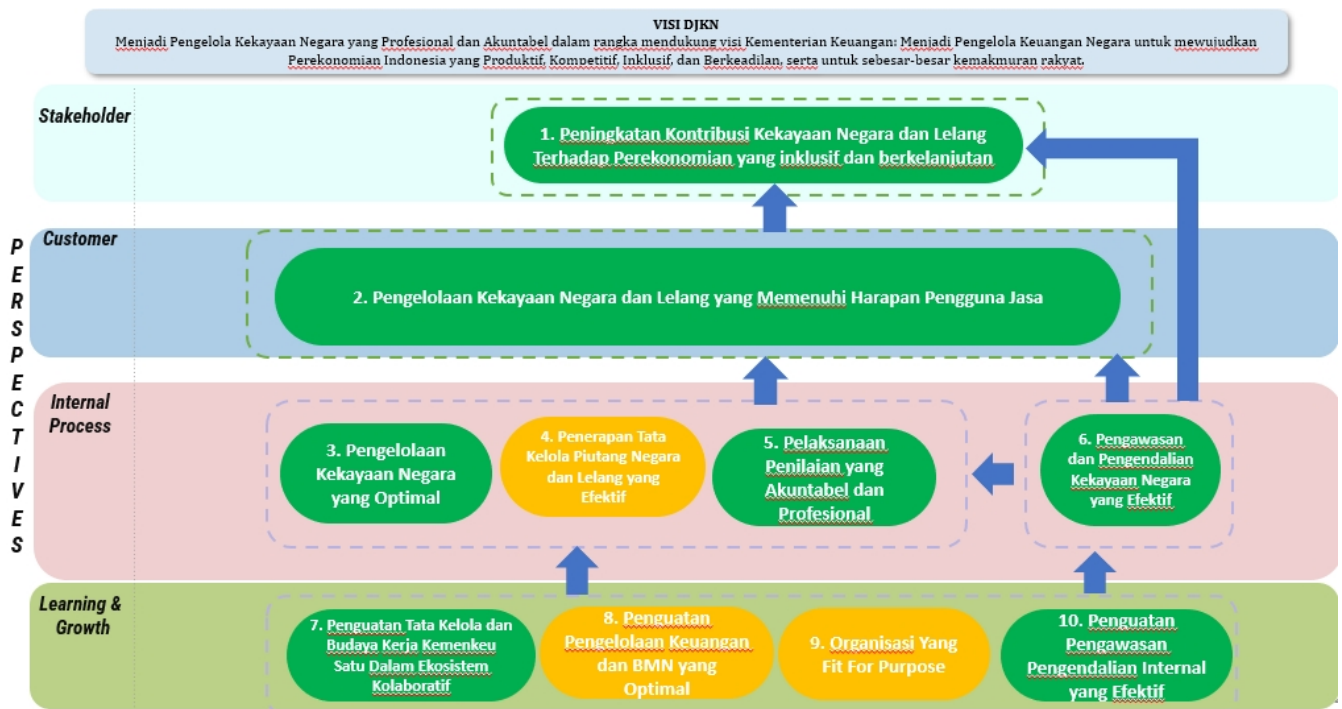 VISI DJKN
Menjadi Pengelola Kekayaan Negara yang Profesional dan Akuntabel dalam rangka mendukung visi Kementerian Keuangan: Menjadi Pengelola Keuangan Negara untuk mewujudkan
Perekonomian Indonesia yang Produktif, Kompetitif, Inklusif, dan Berkeadilan, serta untuk sebesar-besar kemakmuran rakyat.
PERSPECTIVES
Stakeholder
1. Peningkatan Kontribusi Kekayaan Negara dan Lelang
Terhadap Perekonomian yang inklusif dan berkelanjutan
Customer
2. Pengelolaan Kekayaan Negara dan Lelang yang Memenuhi Harapan Pengguna Jasa
Internal
Process
3. Pengelolaan
Kekayaan Negara
yang Optimal
4. Penerapan Tata
Kelola Piutang Negara
dan Lelang yang
Efektif
5. Pelaksanaan
Penilaian yang
Akuntabel dan
Profesional
6. Pengawasan
dan Pengendalian
Kekayaan Negara
yang Efektif
Learning &
Growth
7. Penguatan Tata Kelola dan
Budaya Kerja Kemenkeu
Satu Dalam Ekosistem
Kolaboratif
8. Penguatan
Pengelolaan Keuangan
dan BMN yang
Optimal
9. Organisasi Yang
Fit For Purpose
10. Penguatan
Pengawasan
Pengendalian Internal
yang Efektif